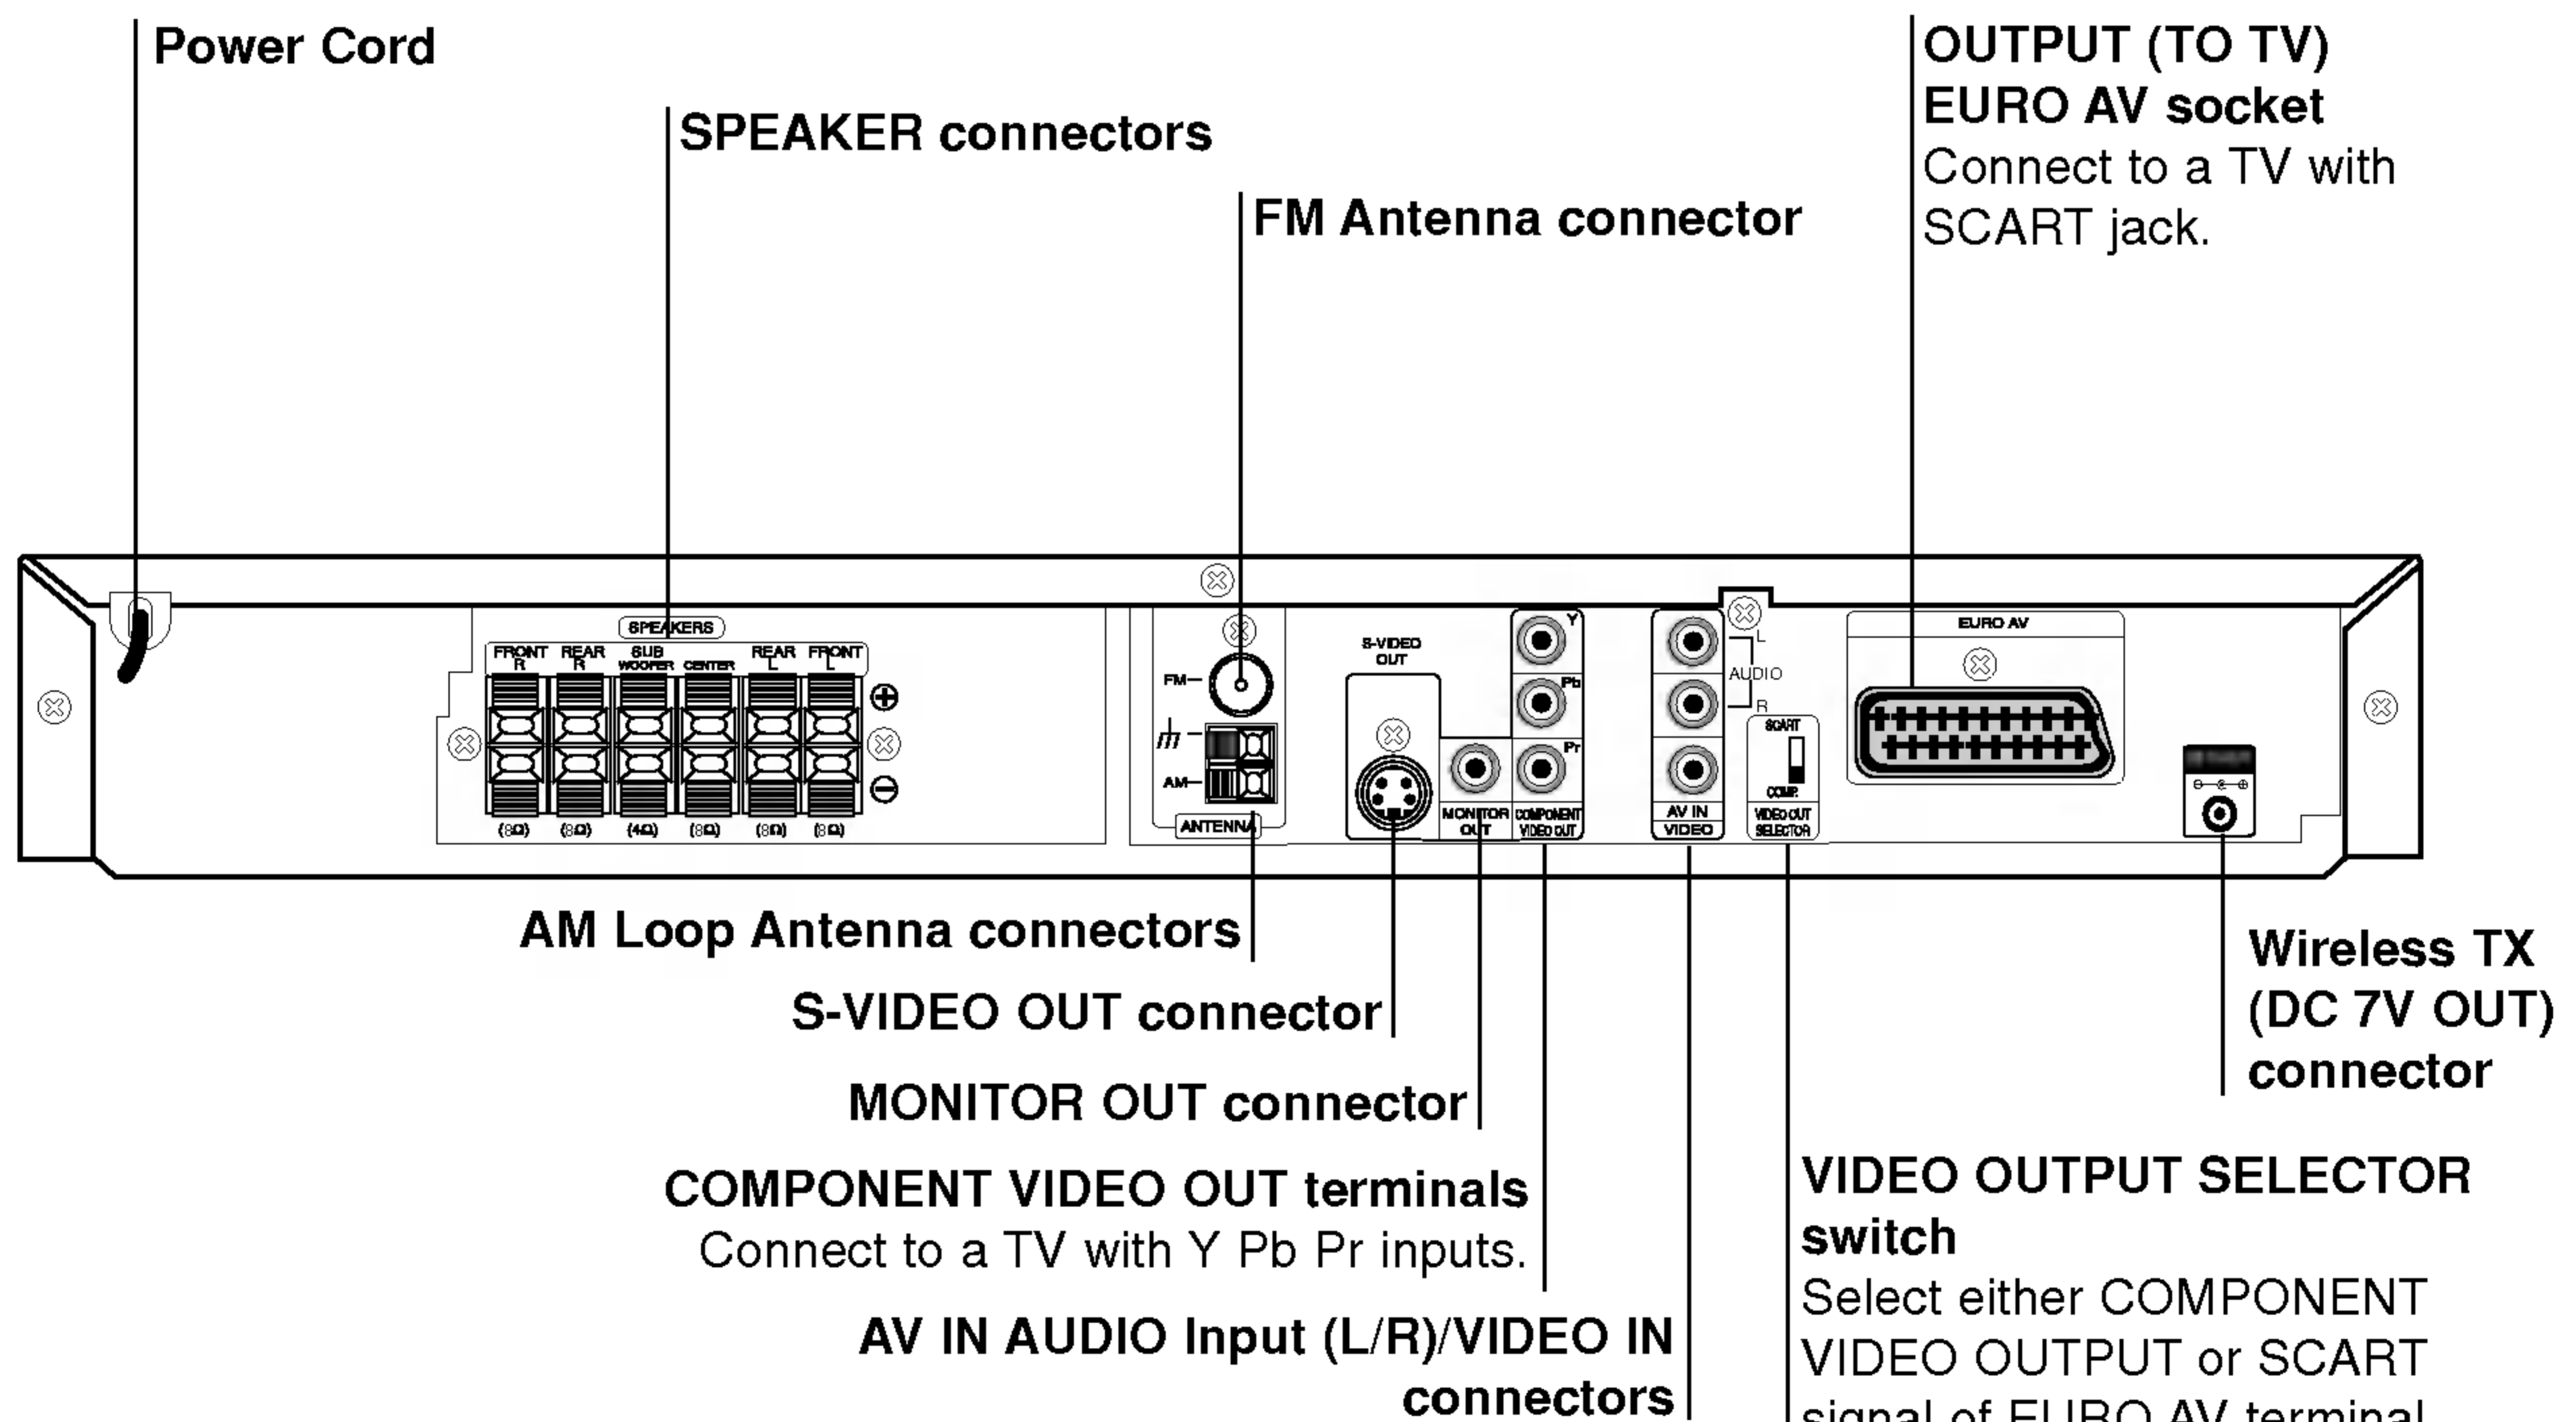 Power Cord
SPEAKER connectors
FM Antenna connector
OUTPUT (TO TV)
EURO AV socket
Connect to a TV with
SCART jack.
SPEAKERS
FRONT R
REAR R
SUB WOOFER
CENTER
REAR L
FRONT L
(8Ω)
(8Ω)
(4Ω)
(8Ω)
(8Ω)
(8Ω)
FM
AM
ANTENNA
S-VIDEO
OUT
MONITOR
OUT
Y
Pb
Pr
COMPONENT
VIDEO OUT
L
AUDIO
R
AV IN
VIDEO
SCART
COMP.
VIDEO OUT
SELECTOR
EURO AV
AM Loop Antenna connectors
S-VIDEO OUT connector
MONITOR OUT connector
COMPONENT VIDEO OUT terminals
Connect to a TV with Y Pb Pr inputs.
AV IN AUDIO Input (L/R)/VIDEO IN
connectors
Wireless TX
(DC 7V OUT)
connector
VIDEO OUTPUT SELECTOR
switch
Select either COMPONENT
VIDEO OUTPUT or SCART
signal of EURO AV terminal